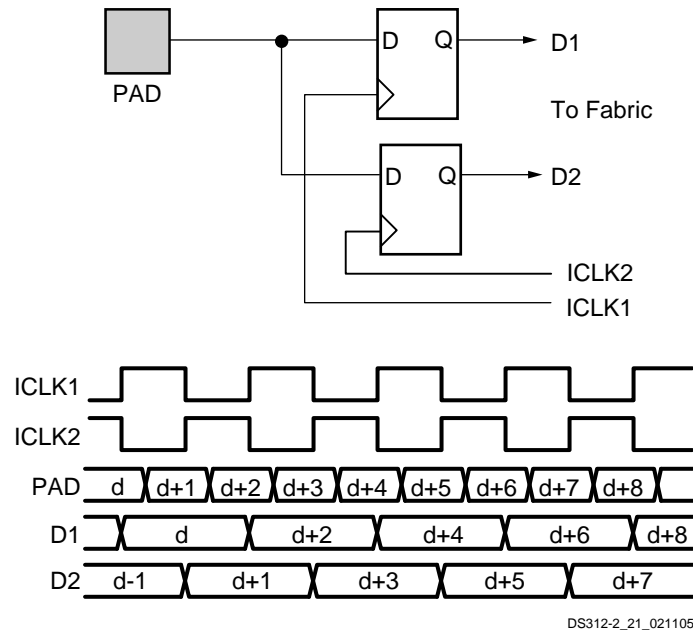 D Q D1
PAD
To Fabric
D Q D2
ICLK2
ICLK1
ICLK1
ICLK2
PAD d d+1 d+2 d+3 d+4 d+5 d+6 d+7 d+8
D1 d d+2 d+4 d+6 d+8
D2 d-1 d+1 d+3 d+5 d+7
DS312-2_21_021105